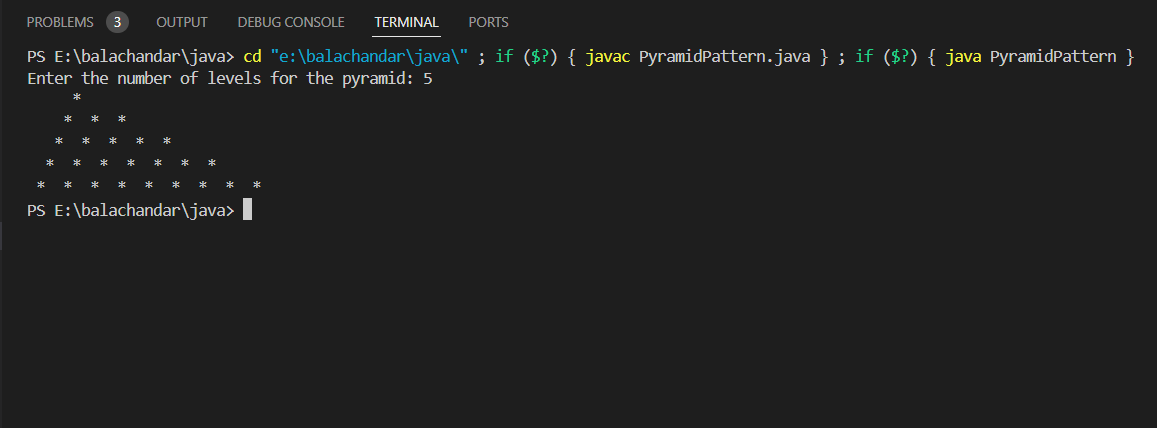 PROBLEMS 3 OUTPUT DEBUG CONSOLE TERMINAL PORTS
PS E:\balachandar\java> cd "e:\balachandar\java\" ; if ($?) { javac PyramidPattern.java } ; if ($?) { java PyramidPattern }
Enter the number of levels for the pyramid: 5
     *
    *  *  *
   *  *  *  *  *
  *  *  *  *  *  *  *
 *  *  *  *  *  *  *  *  *
PS E:\balachandar\java>